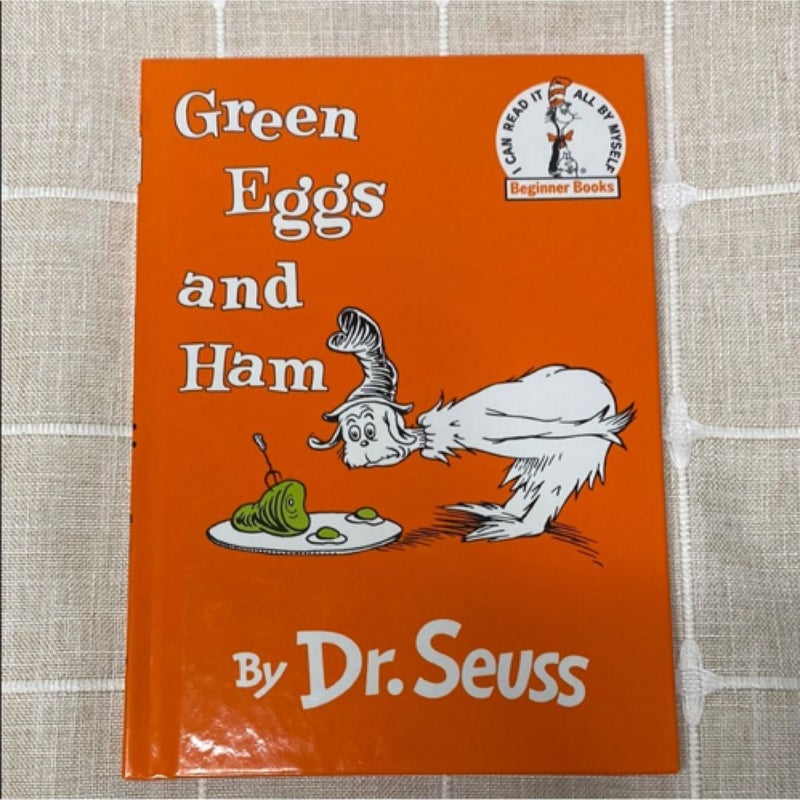 Green
Eggs
and
Ham
I CAN READ IT ALL BY MYSELF
Beginner Books
By Dr. Seuss